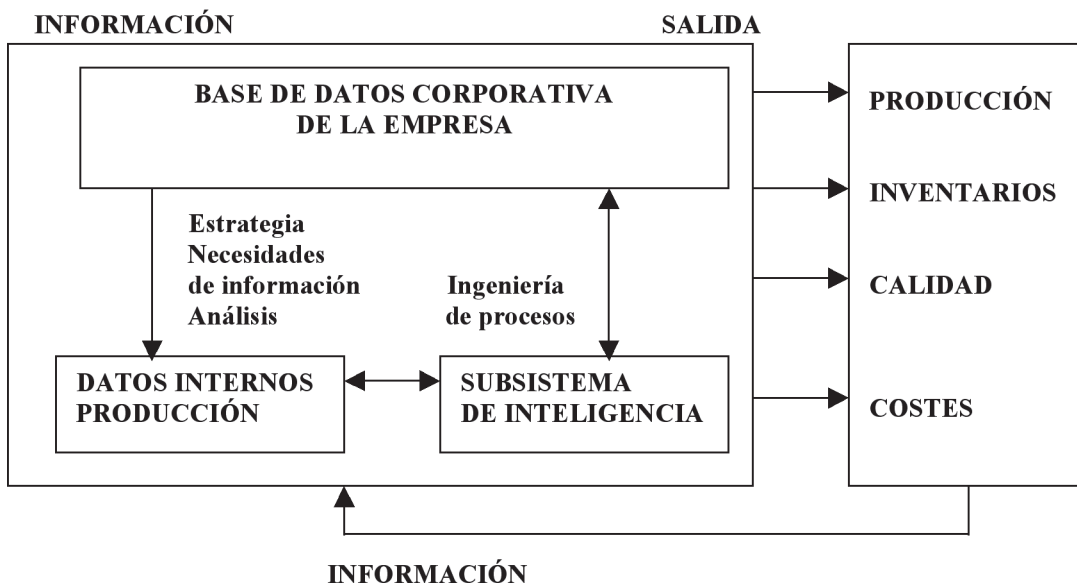 INFORMACIÓN
SALIDA
BASE DE DATOS CORPORATIVA
DE LA EMPRESA
Estrategia
Necesidades
de información
Análisis
Ingeniería
de procesos
DATOS INTERNOS
PRODUCCIÓN
SUBSISTEMA
DE INTELIGENCIA
PRODUCCIÓN
INVENTARIOS
CALIDAD
COSTES
INFORMACIÓN